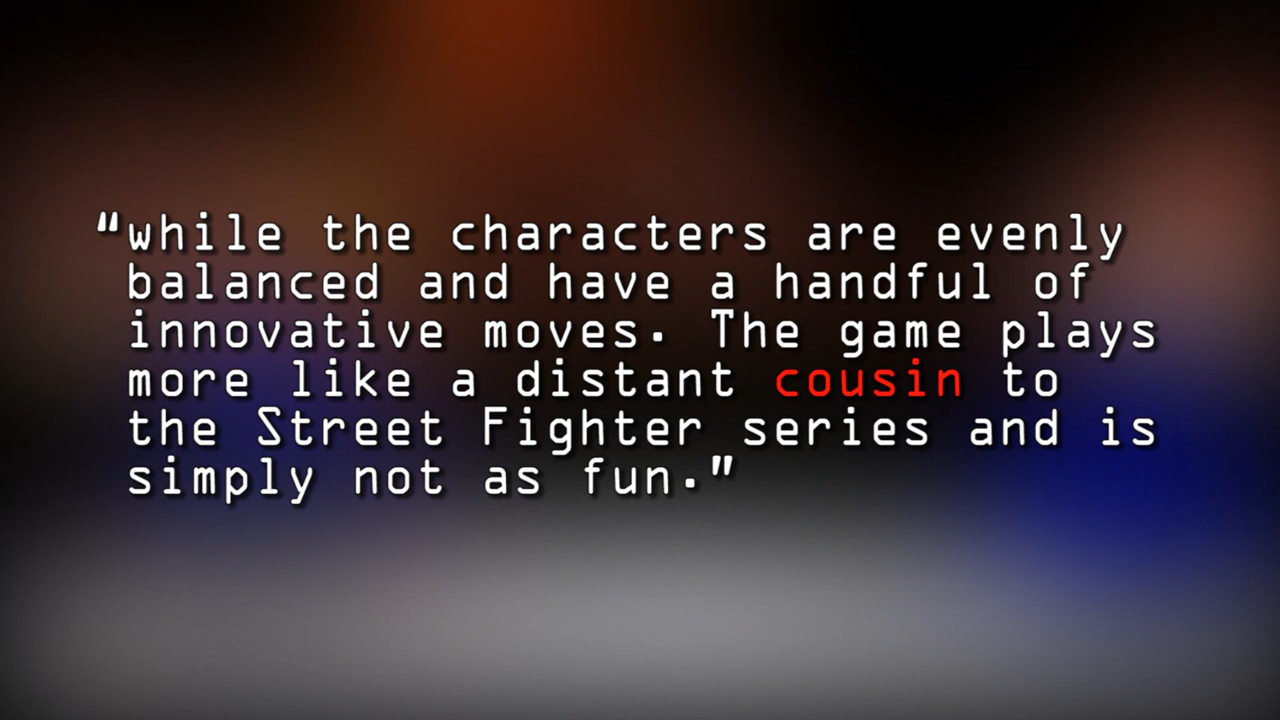 "while the characters are evenly
balanced and have a handful of
innovative moves. The game plays
more like a distant cousin to
the Street Fighter series and is
simply not as fun."